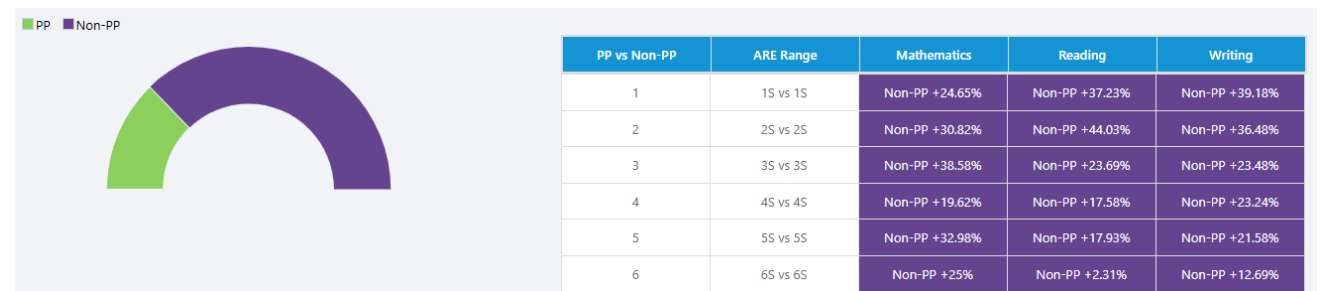 PP Non-PP
PP vs Non-PP ARE Range Mathematics Reading Writing
1 1S vs 1S Non-PP +24.65% Non-PP +37.23% Non-PP +39.18%
2 2S vs 2S Non-PP +30.82% Non-PP +44.03% Non-PP +36.48%
3 3S vs 3S Non-PP +38.58% Non-PP +23.69% Non-PP +23.48%
4 4S vs 4S Non-PP +19.62% Non-PP +17.58% Non-PP +23.24%
5 5S vs 5S Non-PP +32.98% Non-PP +17.93% Non-PP +21.58%
6 6S vs 6S Non-PP +25% Non-PP +2.31% Non-PP +12.69%